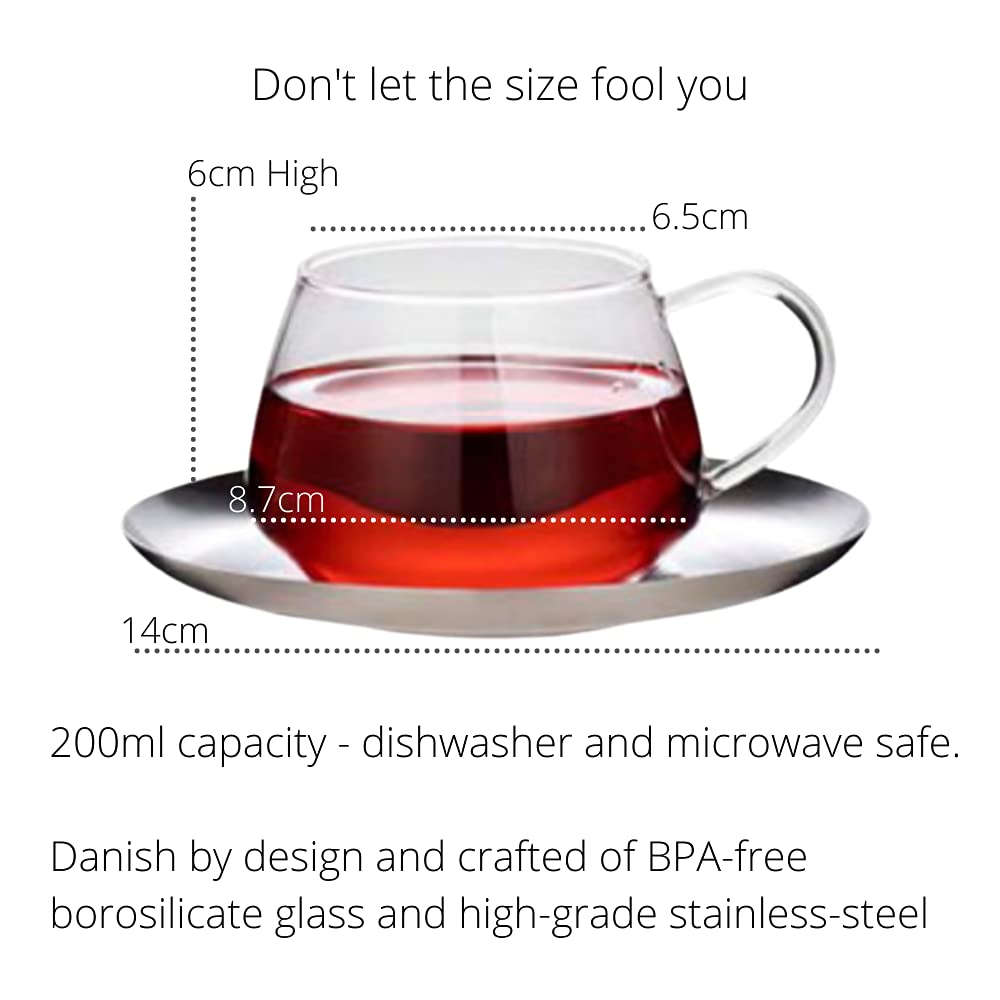 Don't let the size fool you
6cm High
6.5cm
8.7cm
14cm
200ml capacity - dishwasher and microwave safe.
Danish by design and crafted of BPA-free
borosilicate glass and high-grade stainless-steel